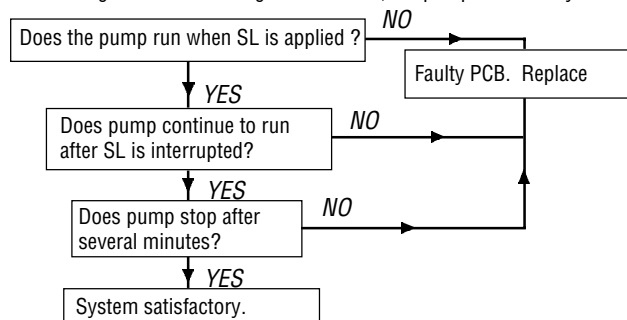 Does the pump run when SL is applied ?
NO
Faulty PCB. Replace
YES
Does pump continue to run
after SL is interrupted?
NO
YES
Does pump stop after
several minutes?
NO
YES
System satisfactory.